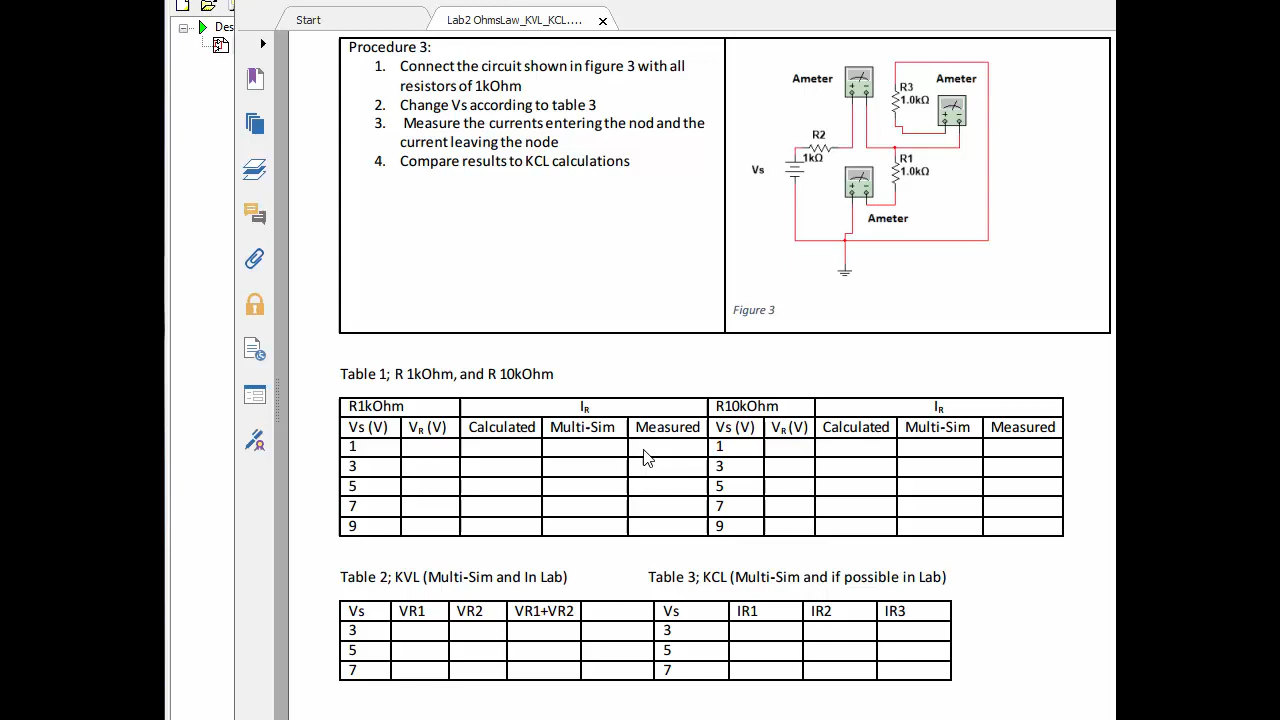 Start
Lab2 OhmsLaw_KVL_KCL....
Des
Procedure 3:
1. Connect the circuit shown in figure 3 with all
resistors of 1kOhm
2. Change Vs according to table 3
3. Measure the currents entering the nod and the
current leaving the node
4. Compare results to KCL calculations
Ameter
Ameter
R3
1.0kΩ
R2
1kΩ
R1
1.0kΩ
Vs
Ameter
Figure 3
Table 1; R 1kOhm, and R 10kOhm
R1kOhm IR R10kOhm IR
Vs (V) VR (V) Calculated Multi-Sim Measured Vs (V) VR (V) Calculated Multi-Sim Measured
1 1
3 3
5 5
7 7
9 9
Table 2; KVL (Multi-Sim and In Lab) Table 3; KCL (Multi-Sim and if possible in Lab)
Vs VR1 VR2 VR1+VR2 Vs IR1 IR2 IR3
3 3
5 5
7 7